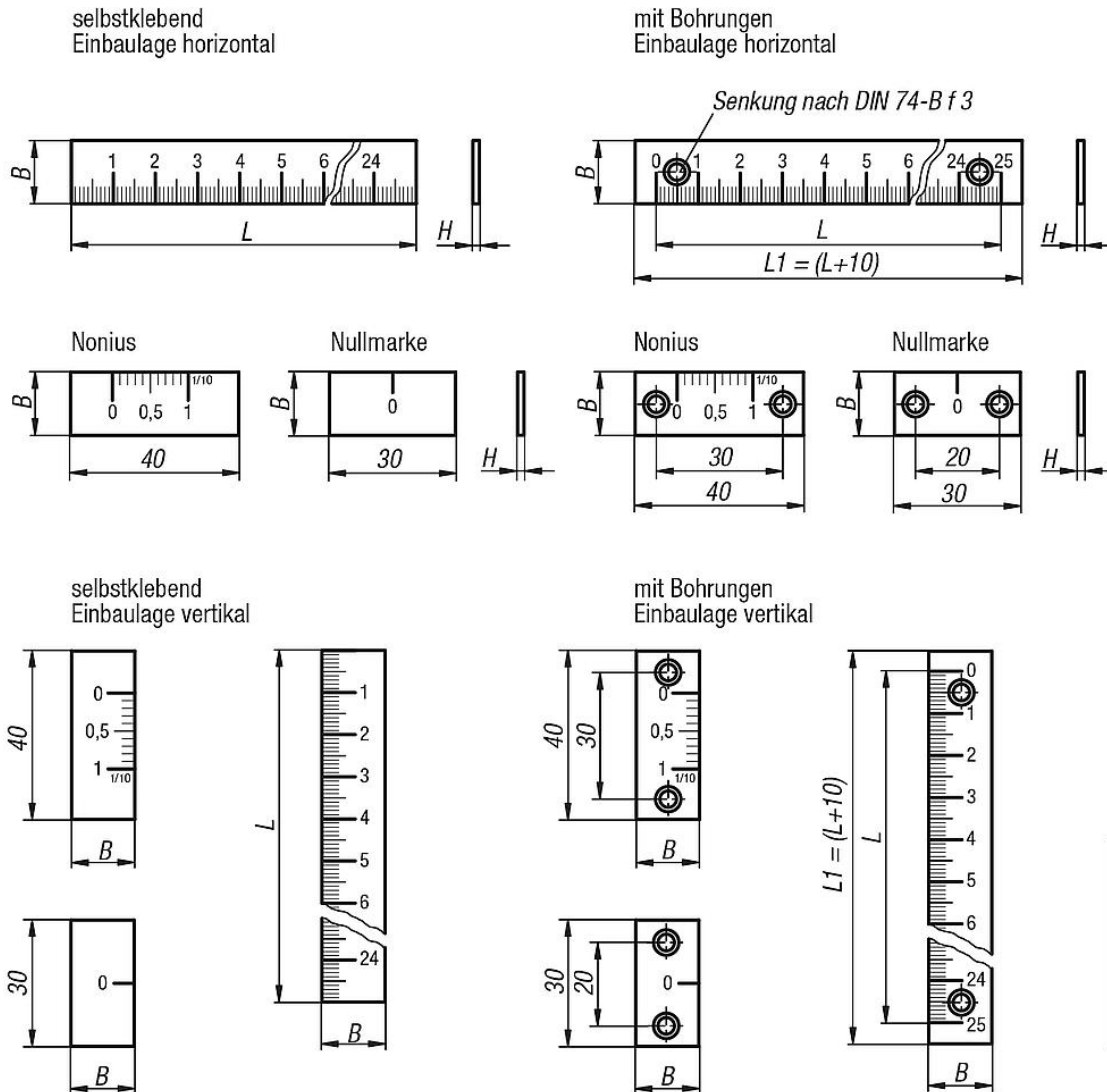 selbstklebend
Einbaulage horizontal
B
1 2 3 4 5 6 24
L
H
mit Bohrungen
Einbaulage horizontal
Senkung nach DIN 74-B f 3
B
0 1 2 3 4 5 6 24 25
L
L1 = (L+10)
H
Nonius
B
1/10
0 0,5 1
40
Nullmarke
B
0
30
H
Nonius
B
1/10
0 0,5 1
30
40
Nullmarke
B
0
20
30
H
selbstklebend
Einbaulage vertikal
40
0
0,5
1
1/10
B
30
0
B
L
1
2
3
4
5
6
24
B
mit Bohrungen
Einbaulage vertikal
40
30
0
0,5
1
1/10
B
30
20
0
B
L1 = (L+10)
L
0
1
2
3
4
5
6
24
25
B